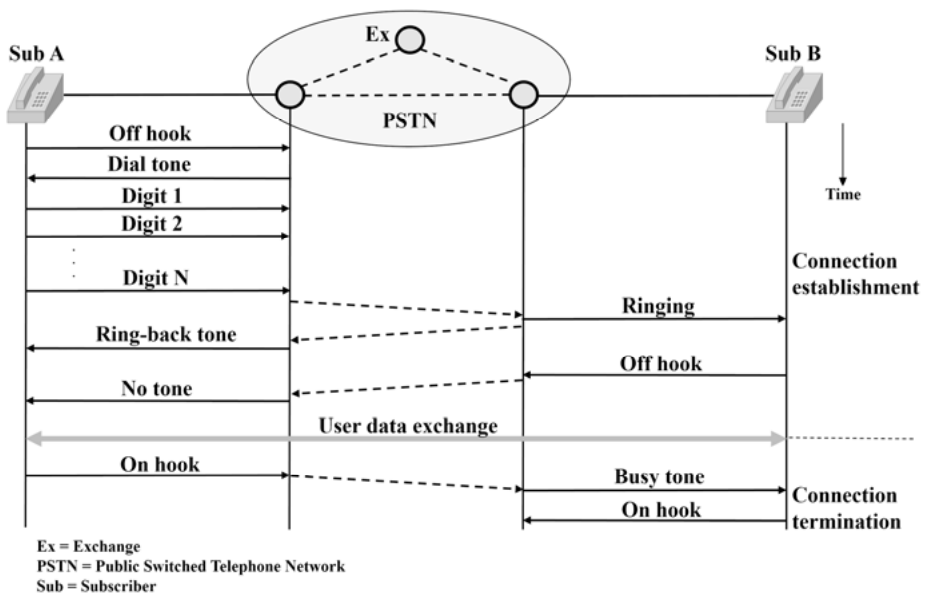 Ex
Sub A
Sub B
PSTN
Off hook
Time
Dial tone
Digit 1
Digit 2
Connection
establishment
Digit N
Ringing
Ring-back tone
Off hook
No tone
User data exchange
On hook
Busy tone
Connection
termination
On hook
Ex = Exchange
PSTN = Public Switched Telephone Network
Sub = Subscriber